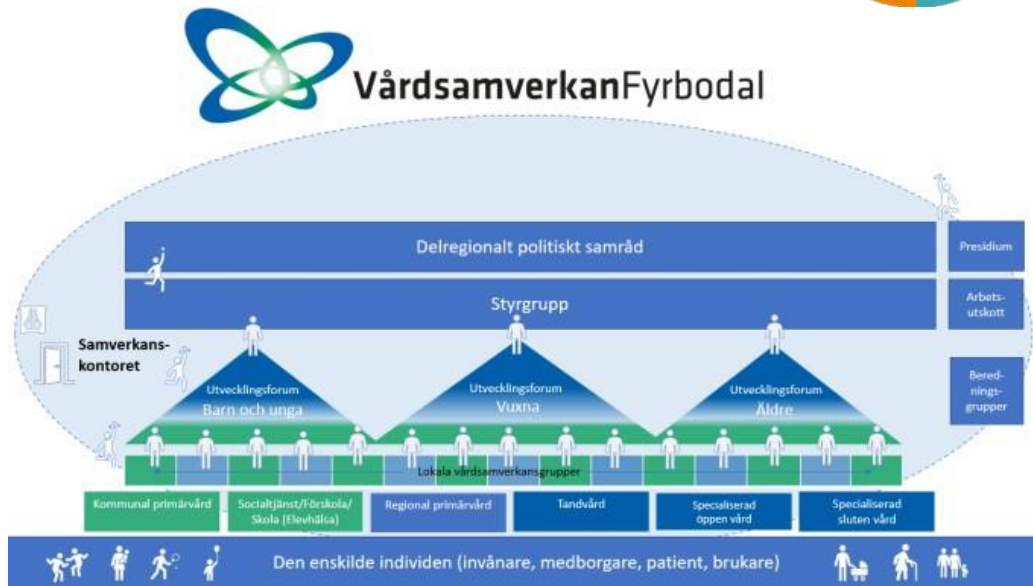 VårdsamverkanFyrbodal
Delregionalt politiskt samråd
Presidium
Styrgrupp
Arbets-
utskott
Samverkans-
kontoret
Utvecklingsforum
Barn och unga
Utvecklingsforum
Vuxna
Utvecklingsforum
Äldre
Bered-
nings-
grupper
Lokala vårdsamverkansgrupper
Kommunal primärvård
Socialtjänst/Förskola/
Skola (Elevhälsa)
Regional primärvård
Tandvård
Specialiserad
öppen vård
Specialiserad
sluten vård
Den enskilde individen (invånare, medborgare, patient, brukare)